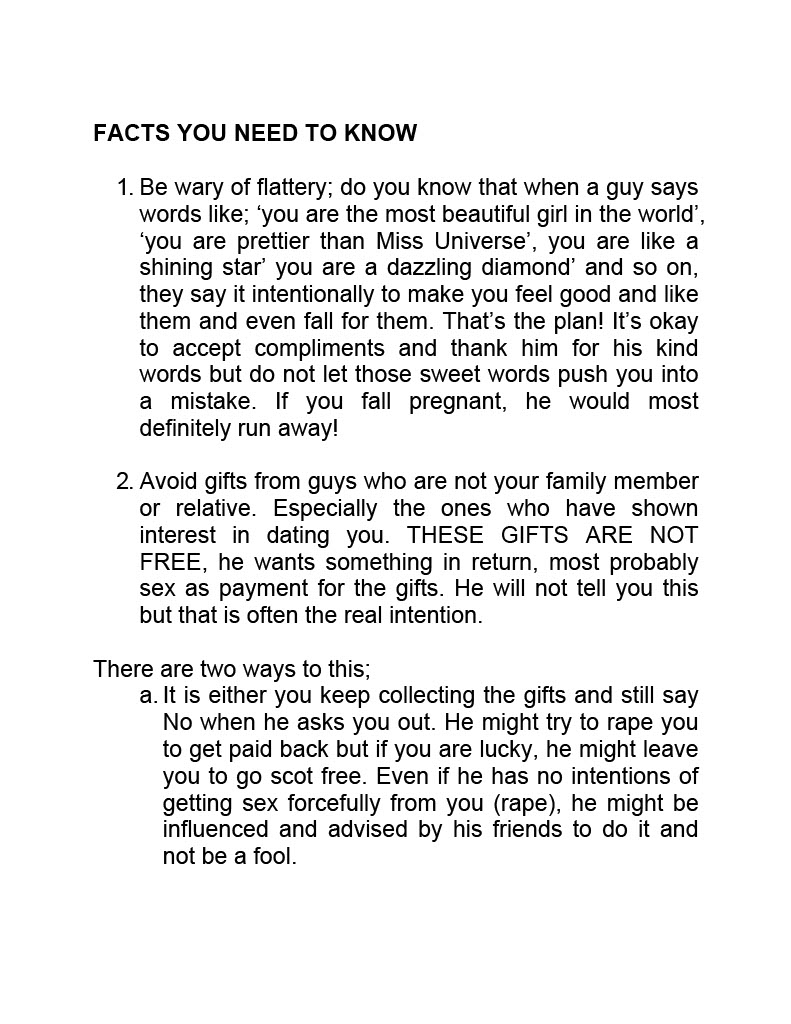 FACTS YOU NEED TO KNOW
1. Be wary of flattery; do you know that when a guy says
words like; ‘you are the most beautiful girl in the world’,
‘you are prettier than Miss Universe’, you are like a
shining star’ you are a dazzling diamond’ and so on,
they say it intentionally to make you feel good and like
them and even fall for them. That’s the plan! It’s okay
to accept compliments and thank him for his kind
words but do not let those sweet words push you into
a mistake. If you fall pregnant, he would most
definitely run away!
2. Avoid gifts from guys who are not your family member
or relative. Especially the ones who have shown
interest in dating you. THESE GIFTS ARE NOT
FREE, he wants something in return, most probably
sex as payment for the gifts. He will not tell you this
but that is often the real intention.
There are two ways to this;
a. It is either you keep collecting the gifts and still say
No when he asks you out. He might try to rape you
to get paid back but if you are lucky, he might leave
you to go scot free. Even if he has no intentions of
getting sex forcefully from you (rape), he might be
influenced and advised by his friends to do it and
not be a fool.